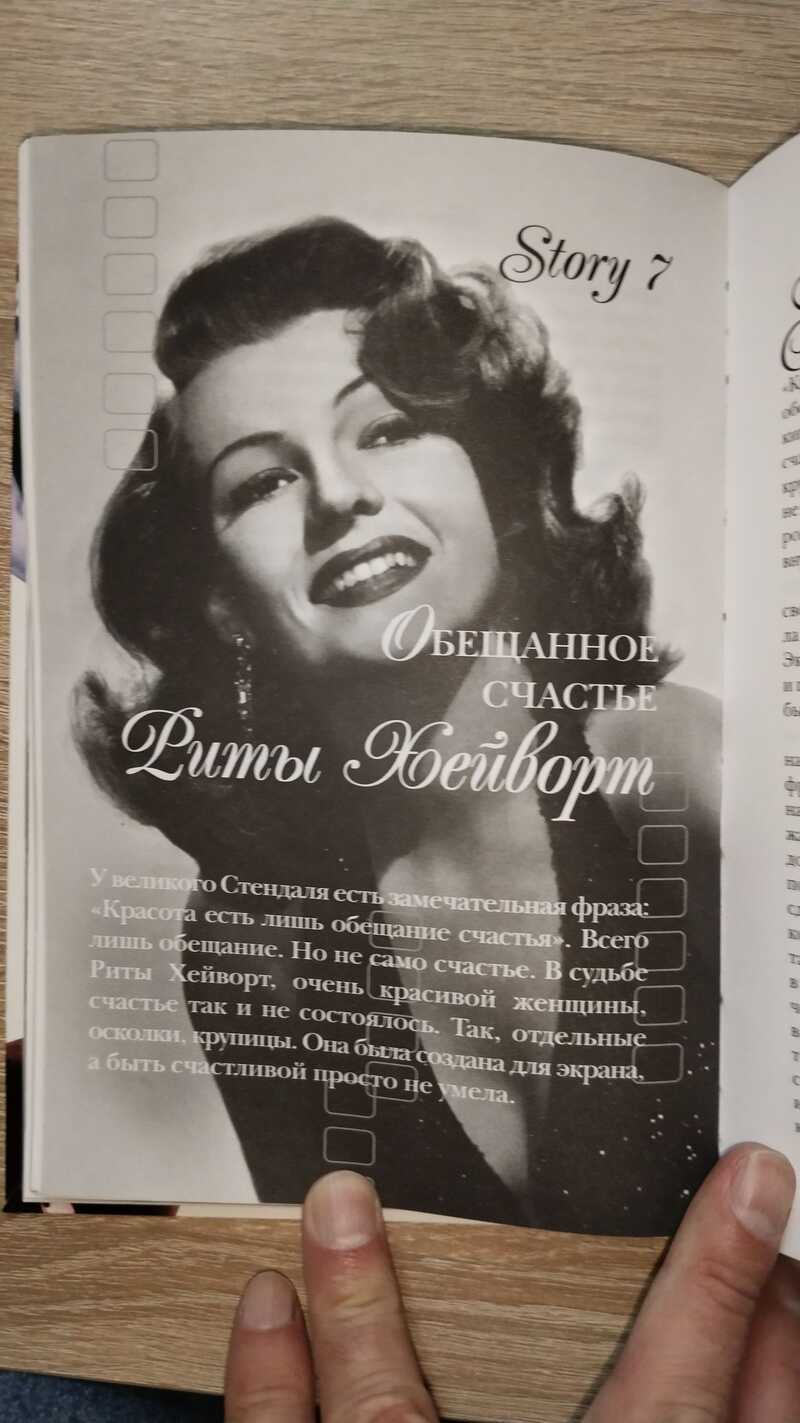 Story 7
Обещанное
счастье
Риты Хейворт
У великого Стендаля есть замечательная фраза:
«Красота есть лишь обещание счастья». Всего
лишь обещание. Но не само счастье. В судьбе
Риты Хейворт, очень красивой женщины,
счастье так и не состоялось. Так, отдельные
осколки, крупицы. Она была создана для экрана,
а быть счастливой просто не умела.